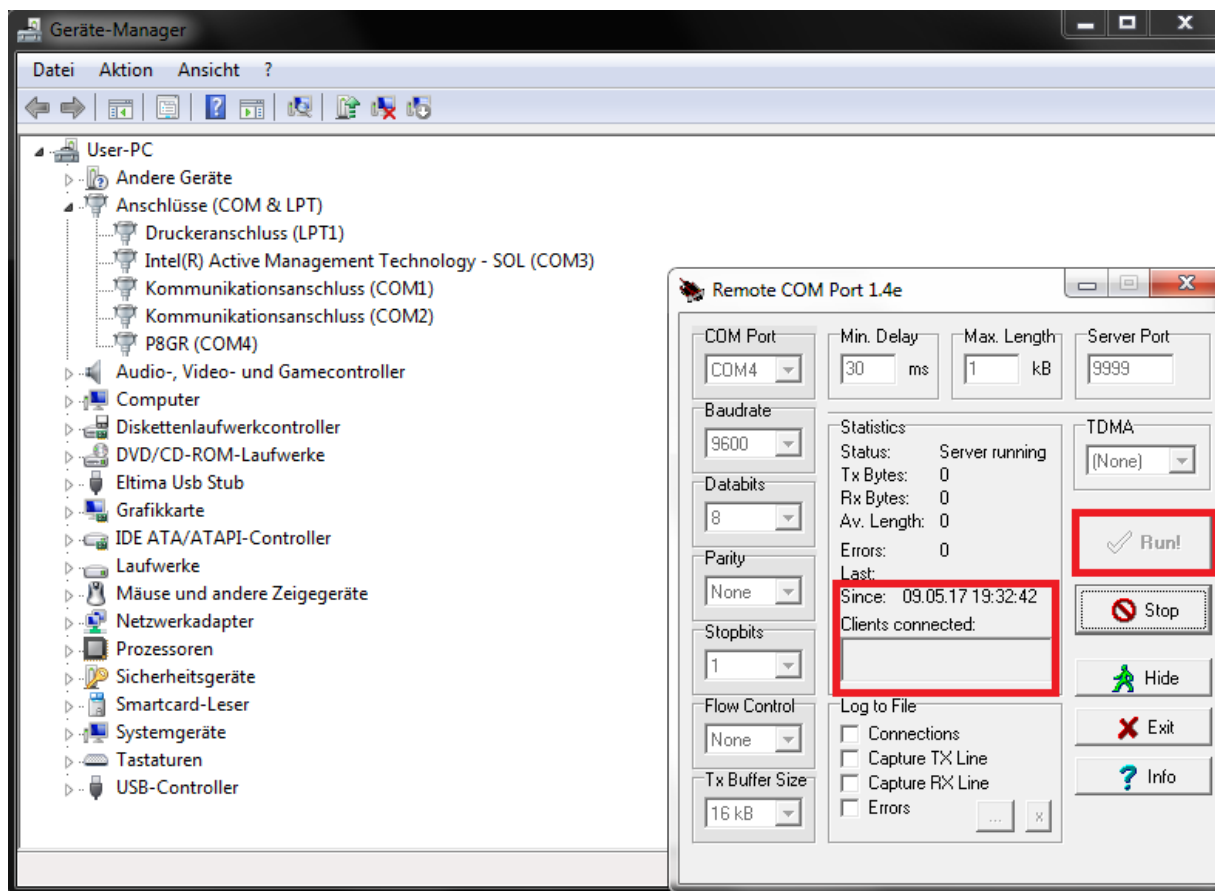 Geräte-Manager
Datei Aktion Ansicht ?
User-PC
Andere Geräte
Anschlüsse (COM & LPT)
Druckeranschluss (LPT1)
Intel(R) Active Management Technology - SOL (COM3)
Kommunikationsanschluss (COM1)
Kommunikationsanschluss (COM2)
P8GR (COM4)
Audio-, Video- und Gamecontroller
Computer
Diskettenlaufwerkcontroller
DVD/CD-ROM-Laufwerke
Eltima Usb Stub
Grafikkarte
IDE ATA/ATAPI-Controller
Laufwerke
Mäuse und andere Zeigegeräte
Netzwerkadapter
Prozessoren
Sicherheitsgeräte
Smartcard-Leser
Systemgeräte
Tastaturen
USB-Controller
Remote COM Port 1.4e
COM Port
COM4
Baudrate
9600
Databits
8
Parity
None
Stopbits
1
Flow Control
None
Tx Buffer Size
16 kB
Min. Delay
30 ms
Max. Length
1 kB
Server Port
9999
Statistics
Status: Server running
Tx Bytes: 0
Rx Bytes: 0
Av. Length: 0
Errors: 0
Last:
Since: 09.05.17 19:32:42
Clients connected:
Log to File
Connections
Capture TX Line
Capture RX Line
Errors
... x
TDMA
(None)
Run!
Stop
Hide
Exit
? Info